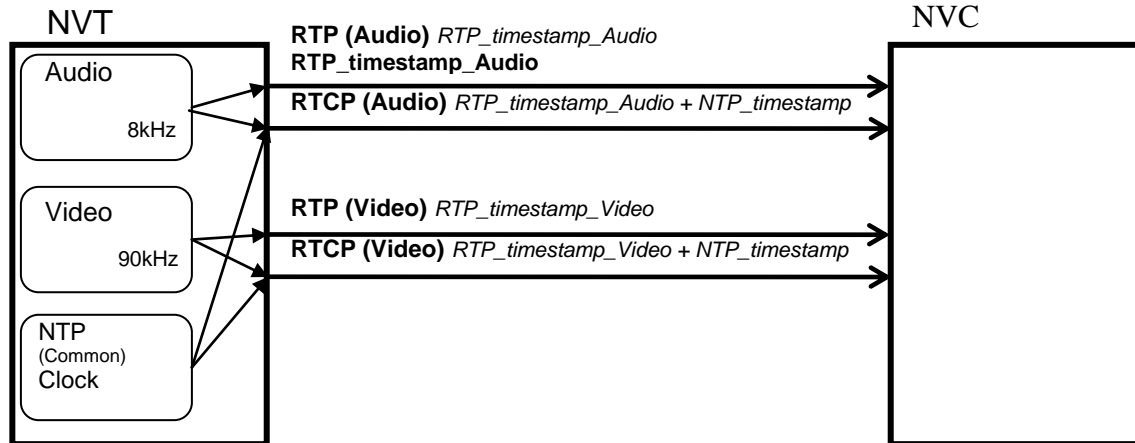 NVT
NVC
RTP (Audio) RTP_timestamp_Audio
RTP_timestamp_Audio
Audio
8kHz
RTCP (Audio) RTP_timestamp_Audio + NTP_timestamp
Video
90kHz
RTP (Video) RTP_timestamp_Video
RTCP (Video) RTP_timestamp_Video + NTP_timestamp
NTP
(Common)
Clock